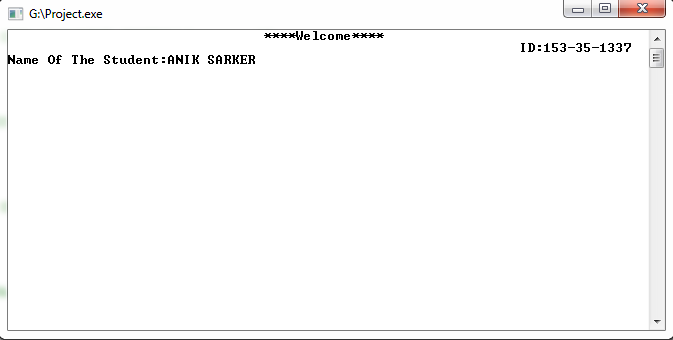 G:\Project.exe
****Welcome****
ID:153-35-1337
Name Of The Student:ANIK SARKER